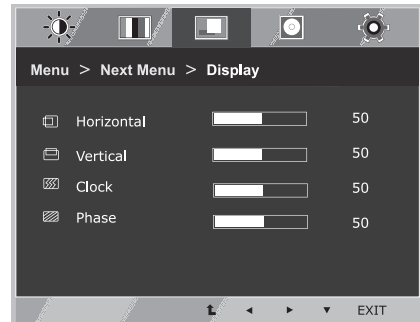 Menu > Next Menu > Display
Horizontal 50
Vertical 50
Clock 50
Phase 50
EXIT